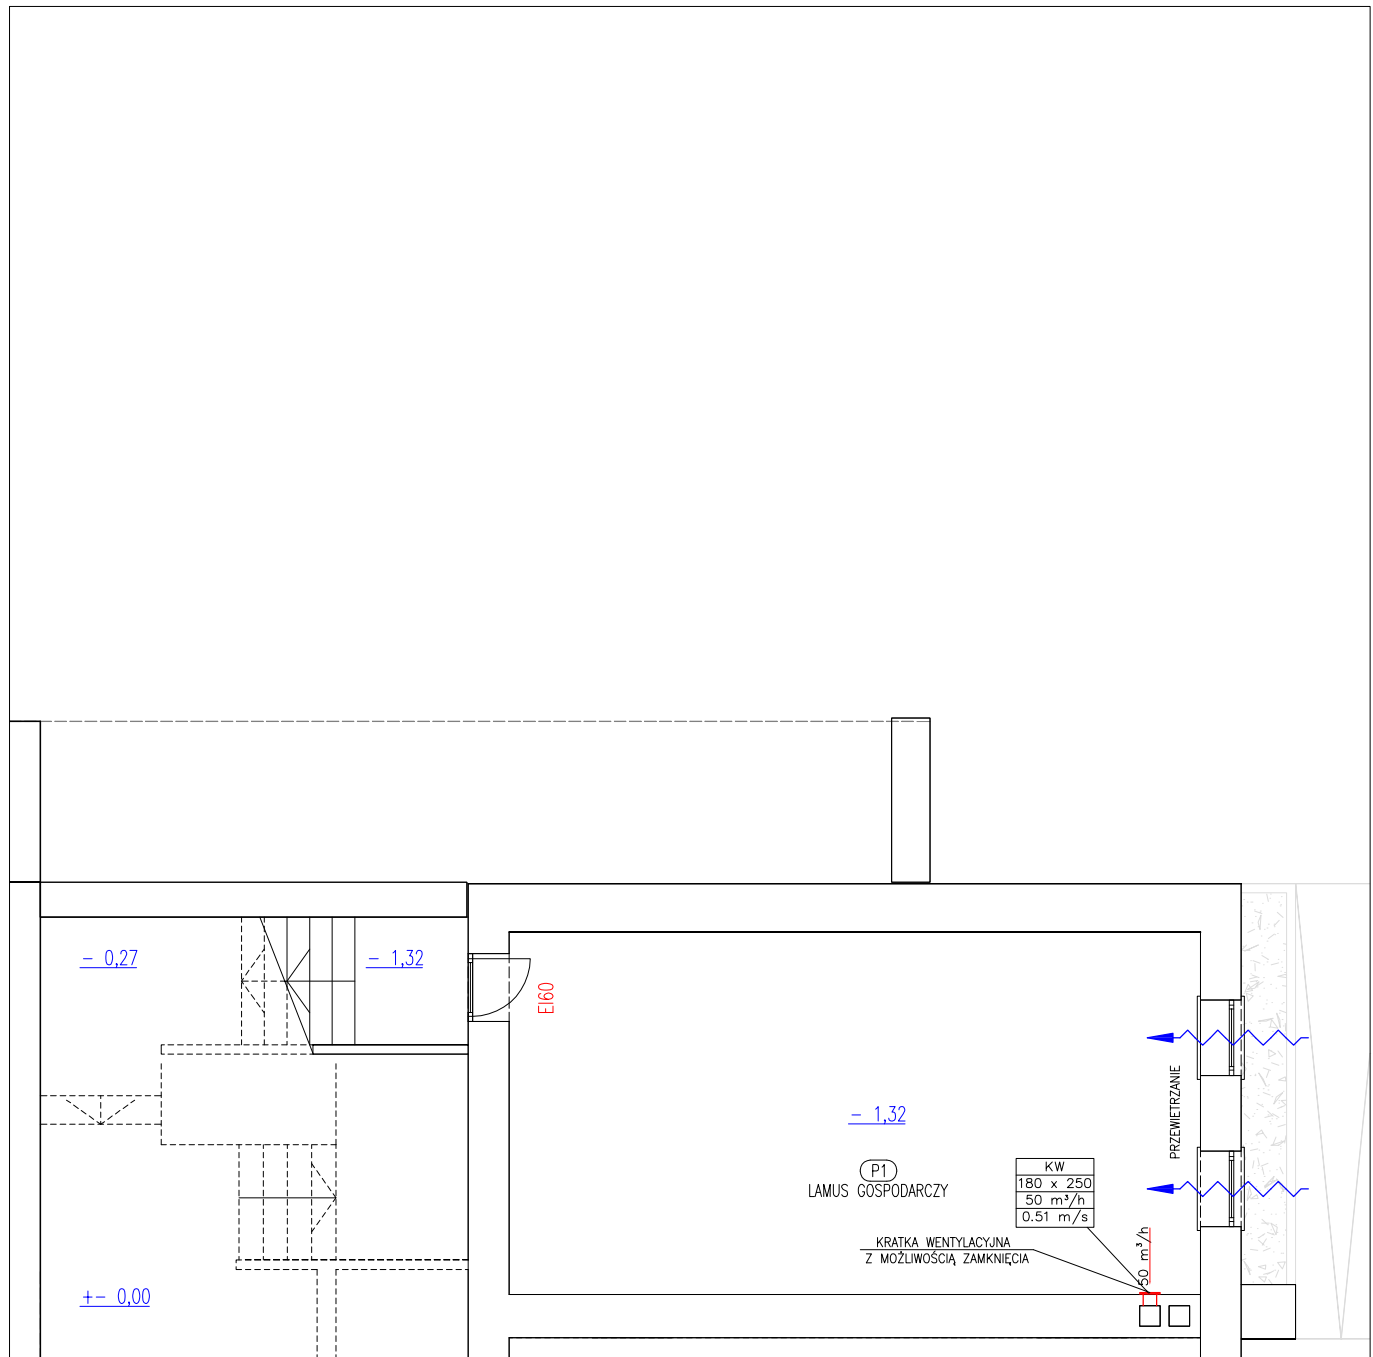 - 0,27
- 1,32
EI60
PRZEWIETRZANIE
- 1,32
P1
LAMUS GOSPODARCZY
KW
180 x 250
50 m³/h
0.51 m/s
KRATKA WENTYLACYJNA
Z MOŻLIWOŚCIĄ ZAMKNIĘCIA
50 m³/h
+- 0,00